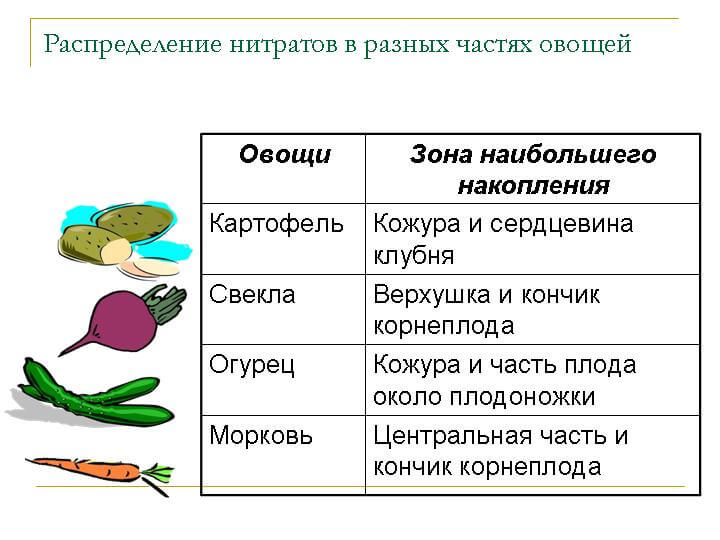 Распределение нитратов в разных частях овощей
Овощи
Зона наибольшего
накопления
Картофель
Кожура и сердцевина
клубня
Свекла
Верхушка и кончик
корнеплода
Огурец
Кожура и часть плода
около плодоножки
Морковь
Центральная часть и
кончик корнеплода